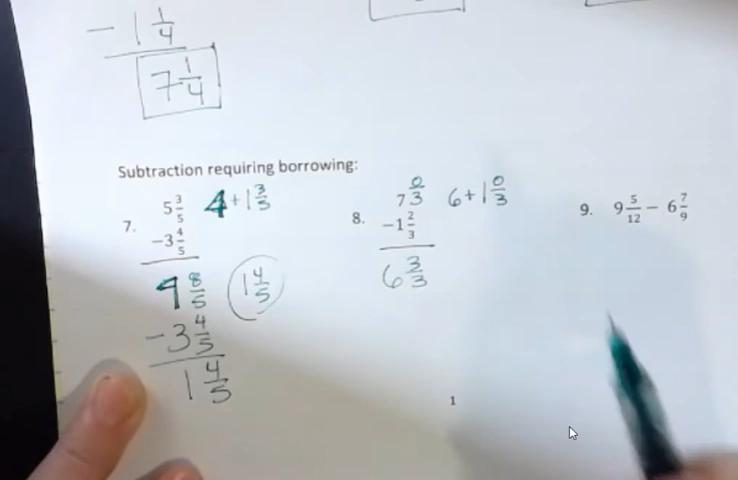 - 1 1/4
7 1/4
Subtraction requiring borrowing:
7. 5 3/5 4 + 1 3/5
-3 4/5
4 8/5 1 4/5
- 3 4/5
1 4/5
8. 7 0/3 6 + 1 0/3
-1 2/3
6 3/3
9. 9 5/12 - 6 7/9
1